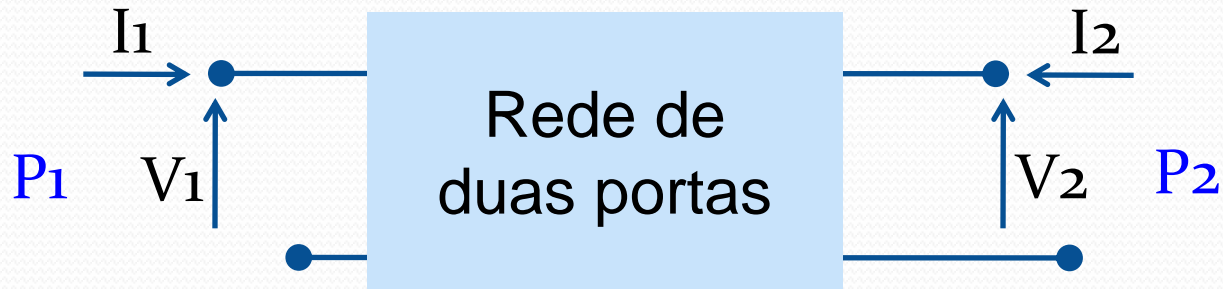 I1
I2
Rede de
duas portas
P1
V1
V2
P2